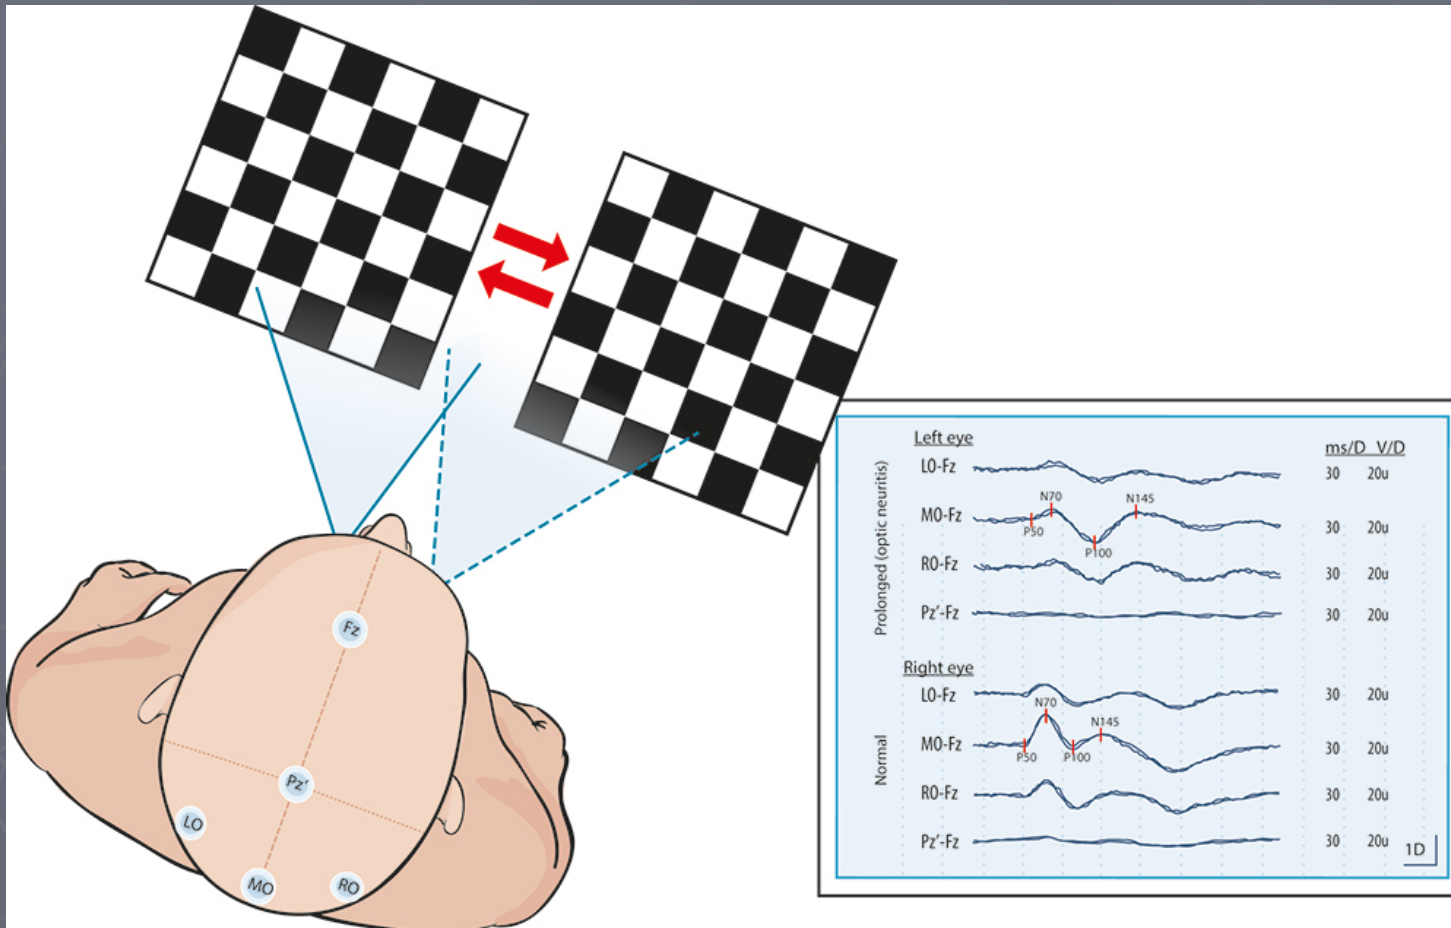 Fz
Pz'
LO
MO
RO
Prolonged (optic neuritis)
Left eye
ms/D V/D
LO-Fz 30 20u
N70 N145
MO-Fz 30 20u
P50 P100
RO-Fz 30 20u
Pz'-Fz 30 20u
Normal
Right eye
LO-Fz 30 20u
N70 N145
MO-Fz 30 20u
P50 P100
RO-Fz 30 20u
Pz'-Fz 30 20u
1D